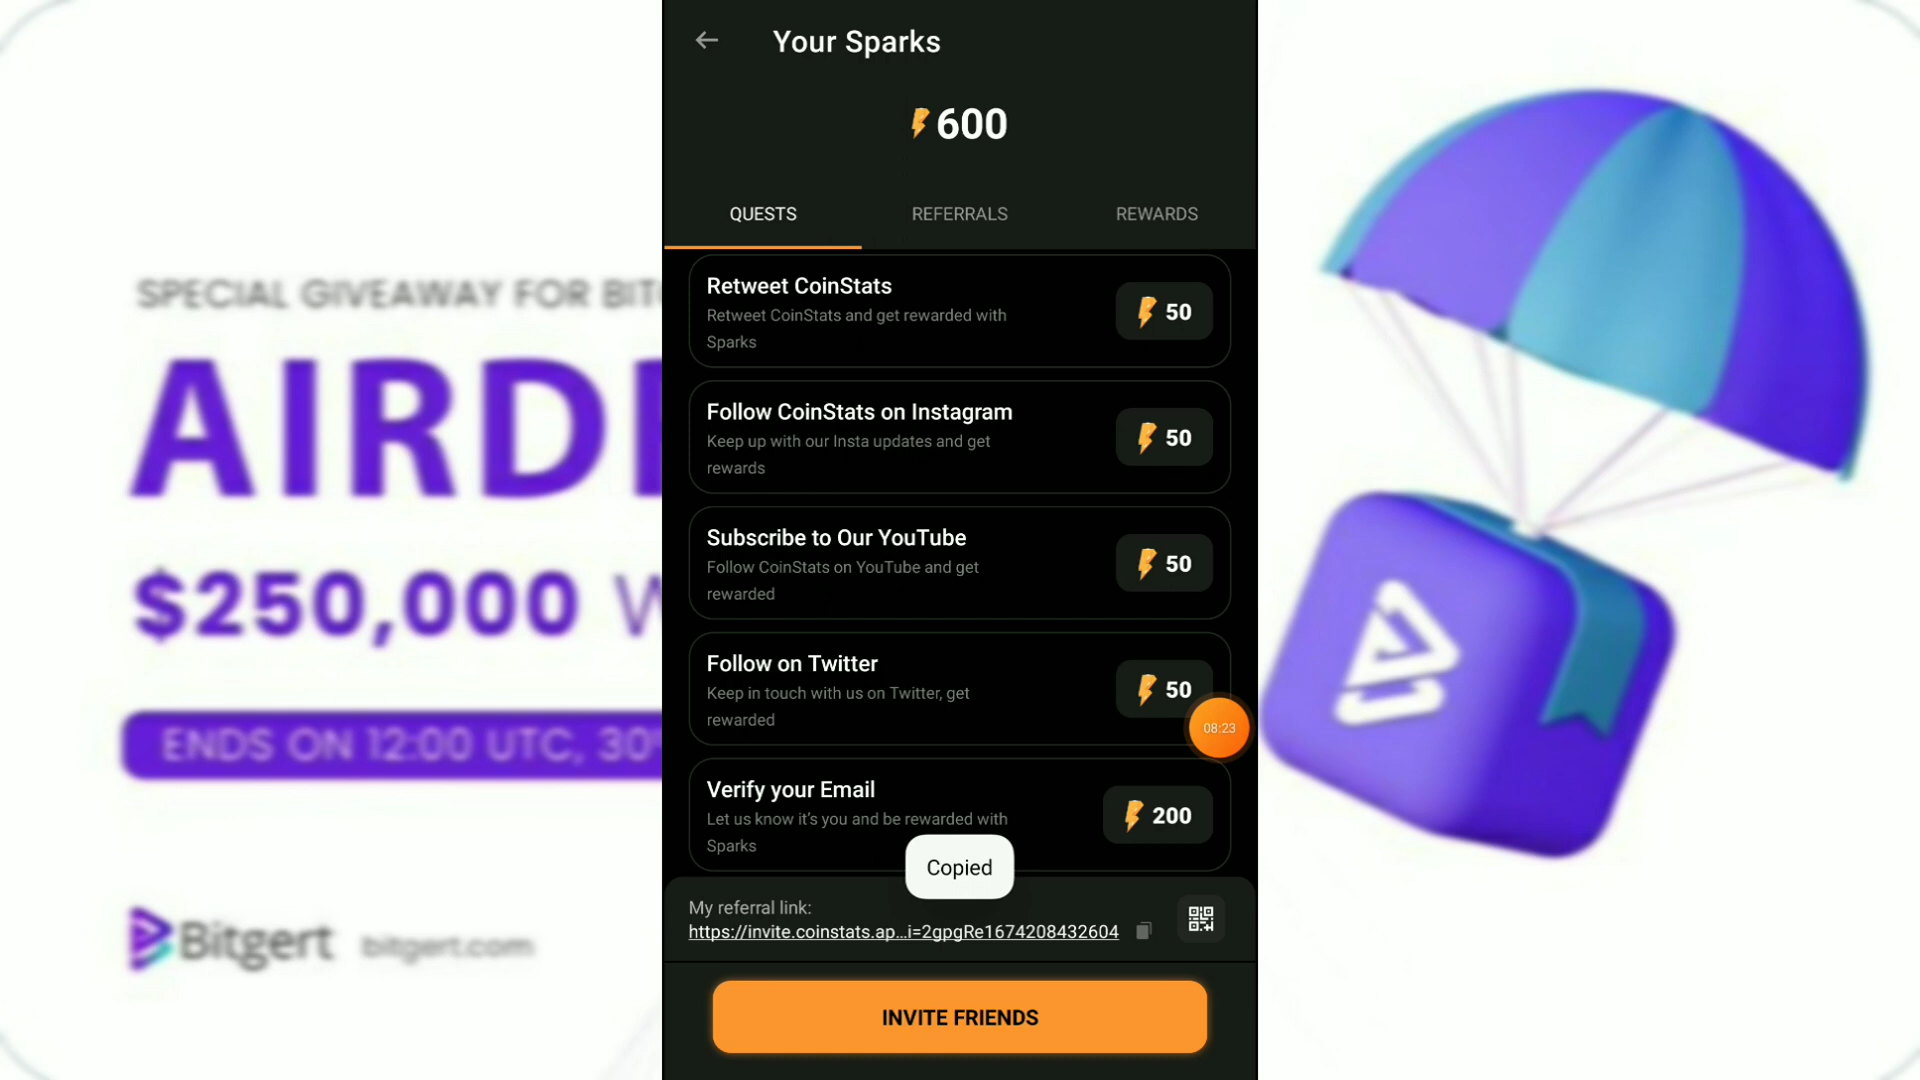 Your Sparks
600
QUESTS
REFERRALS
REWARDS
Retweet CoinStats
Retweet CoinStats and get rewarded with
Sparks
50
Follow CoinStats on Instagram
Keep up with our Insta updates and get
rewards
50
Subscribe to Our YouTube
Follow CoinStats on YouTube and get
rewarded
50
Follow on Twitter
Keep in touch with us on Twitter, get
rewarded
50
08:23
Verify your Email
Let us know it's you and be rewarded with
Sparks
200
Copied
My referral link:
https://invite.coinstats.ap...i=2gpgRe1674208432604
INVITE FRIENDS
SPECIAL GIVEAWAY FOR
$250,000
ENDS ON 12:00 UTC,
Bitgert
bitgert.com